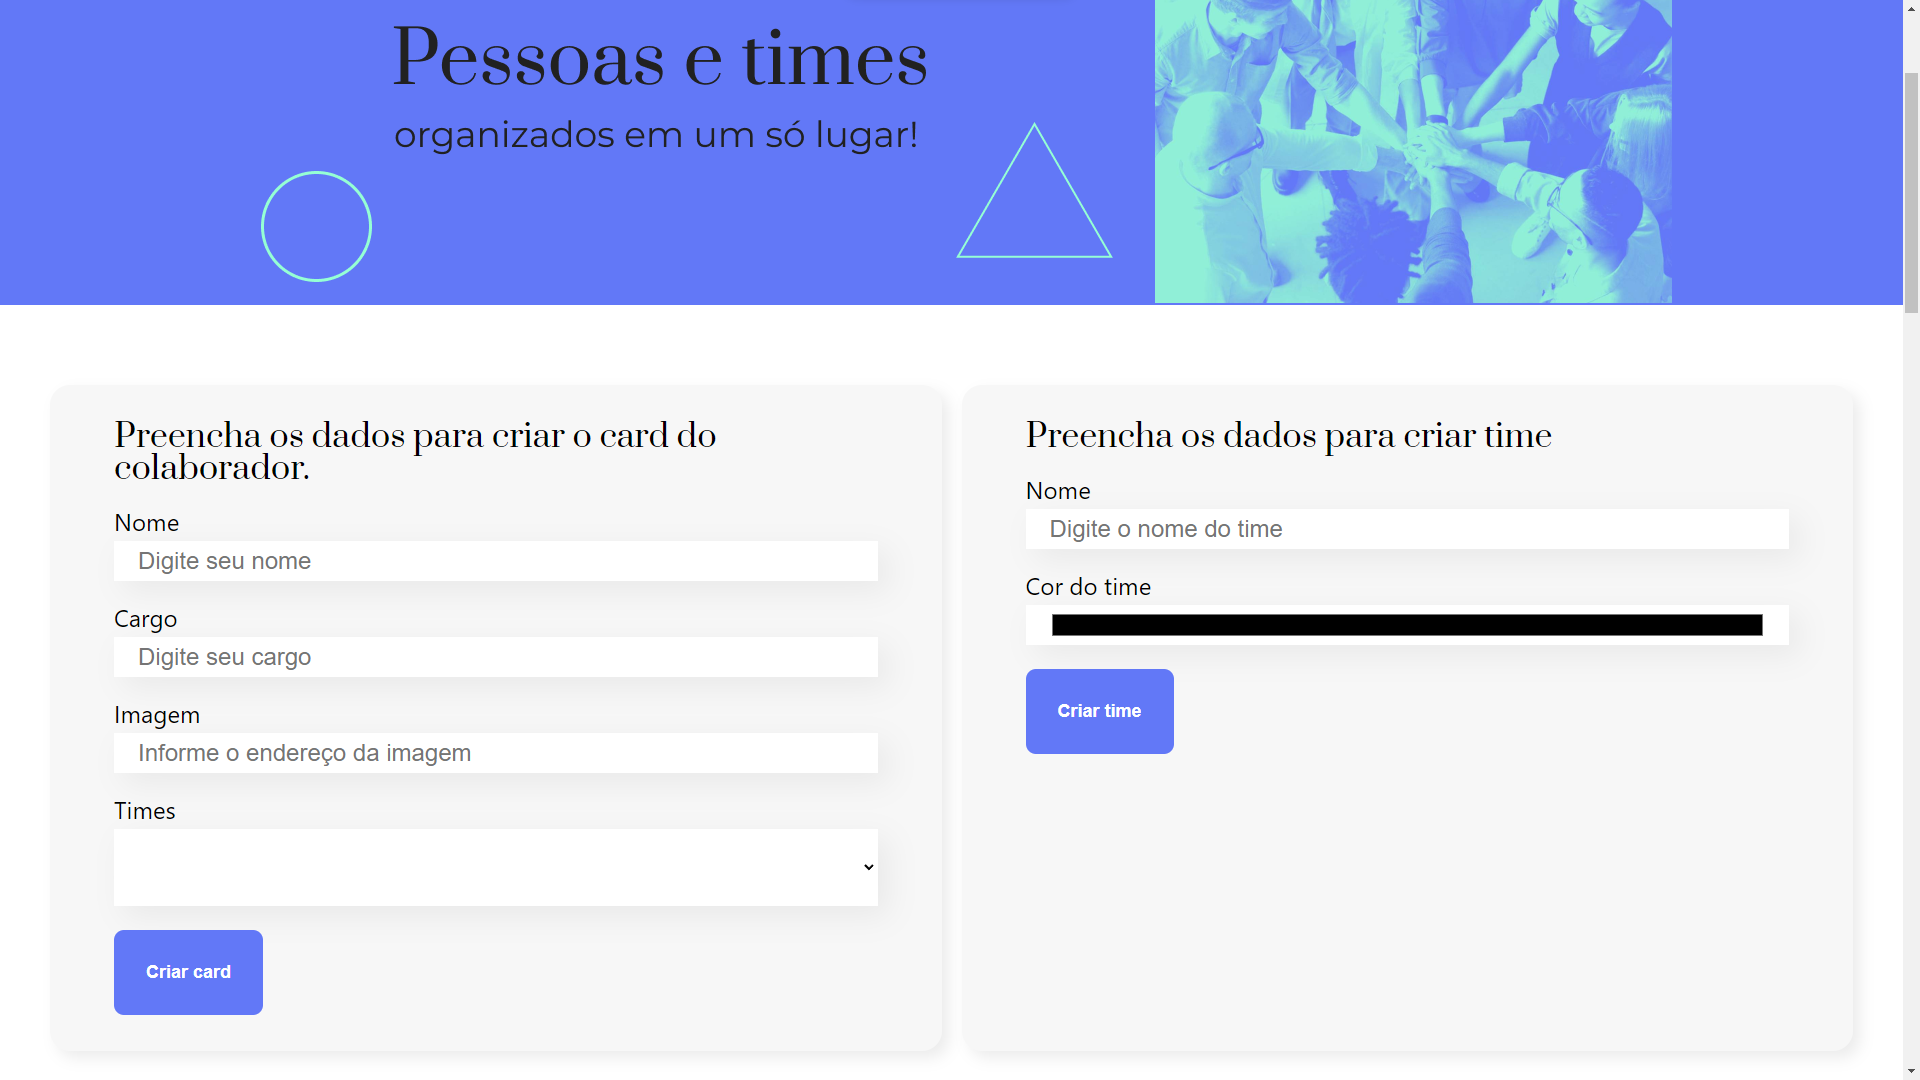 Pessoas e times
organizados em um só lugar!
Preencha os dados para criar o card do
colaborador.
Nome
Digite seu nome
Cargo
Digite seu cargo
Imagem
Informe o endereço da imagem
Times
Criar card
Preencha os dados para criar time
Nome
Digite o nome do time
Cor do time
Criar time